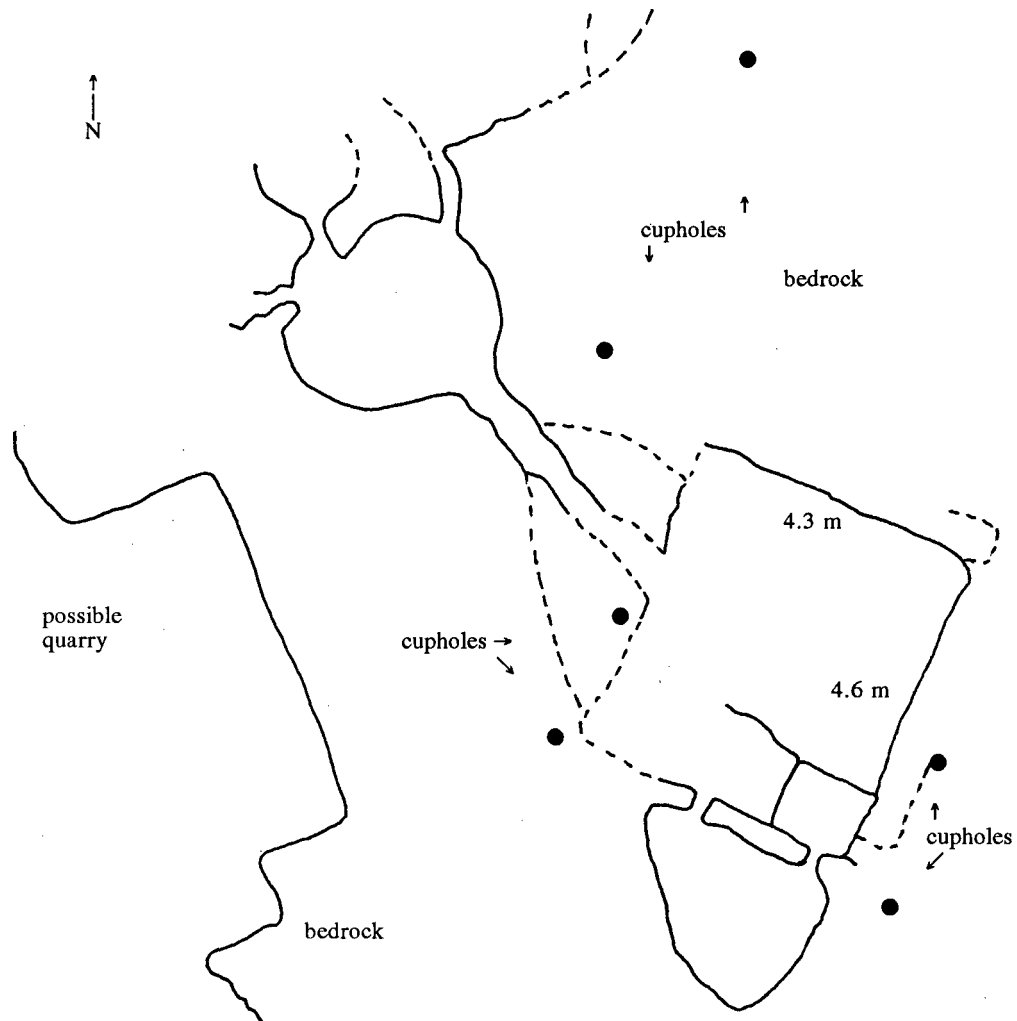 N
cupholes
bedrock
4.3 m
possible
quarry
cupholes
4.6 m
cupholes
bedrock